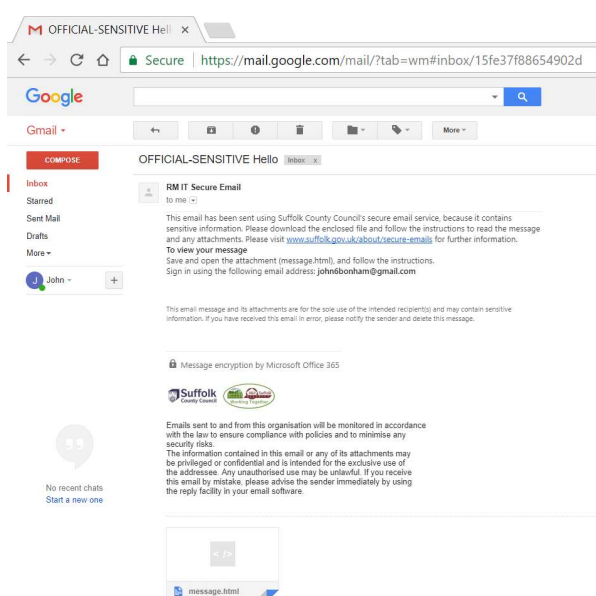 OFFICIAL-SENSITIVE Hell ×
Secure https://mail.google.com/mail/?tab=wm#inbox/15fe37f88654902d
Google
Gmail
More
COMPOSE
OFFICIAL-SENSITIVE Hello Inbox x
Inbox
Starred
Sent Mail
Drafts
More
John
+
RM IT Secure Email
to me
This email has been sent using Suffolk County Council's secure email service, because it contains
sensitive information. Please download the enclosed file and follow the instructions to read the message
and any attachments. Please visit www.suffolk.gov.uk/about/secure-emails for further information.
To view your message
Save and open the attachment (message.html), and follow the instructions.
Sign in using the following email address: john6bonham@gmail.com
This email message and its attachments are for the sole use of the intended recipient(s) and may contain sensitive
information. If you have received this email in error, please notify the sender and delete this message.
Message encryption by Microsoft Office 365
Suffolk
County Council
Working Together
Emails sent to and from this organisation will be monitored in accordance
with the law to ensure compliance with policies and to minimise any
security risks.
The information contained in this email or any of its attachments may
be privileged or confidential and is intended for the exclusive use of
the addressee. Any unauthorised use may be unlawful. If you receive
this email by mistake, please advise the sender immediately by using
the reply facility in your email software.
No recent chats
Start a new one
</>
message.html